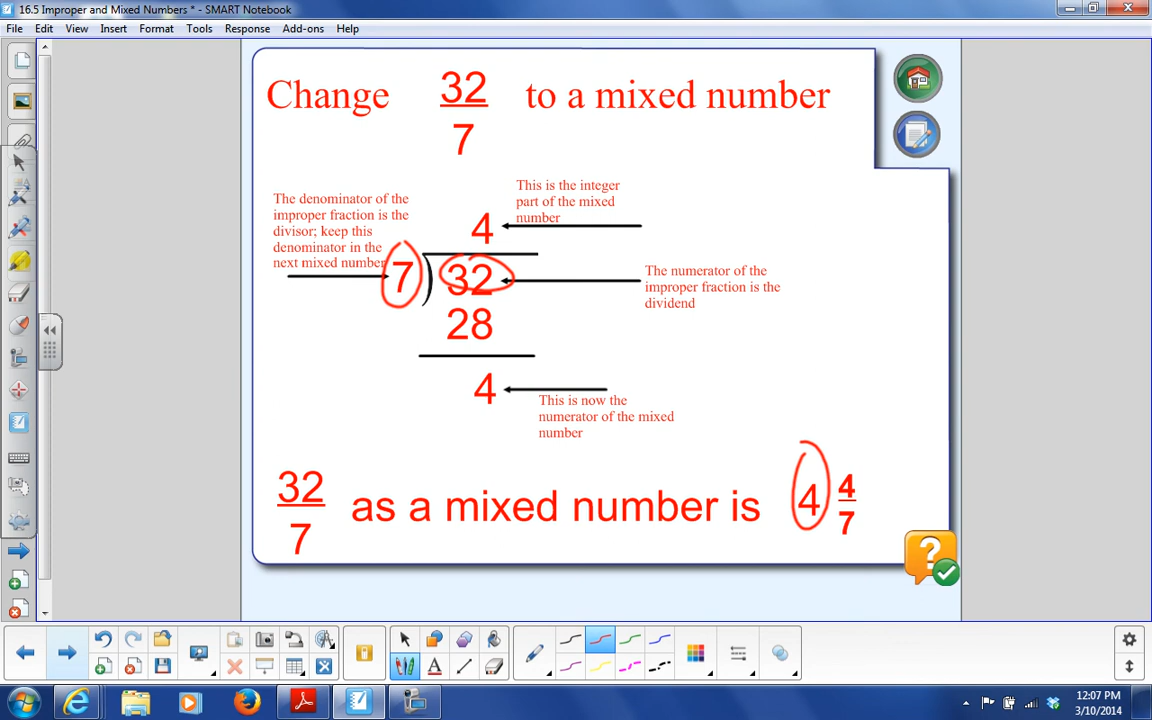 16.5 Improper and Mixed Numbers * - SMART Notebook
File Edit View Insert Format Tools Response Add-ons Help
Change 32/7 to a mixed number
The denominator of the
improper fraction is the
divisor; keep this
denominator in the
next mixed number
This is the integer
part of the mixed
number
4
7 ) 32
The numerator of the
improper fraction is the
dividend
28
4
This is now the
numerator of the mixed
number
32/7 as a mixed number is 4 4/7
?
A
12:07 PM
3/10/2014